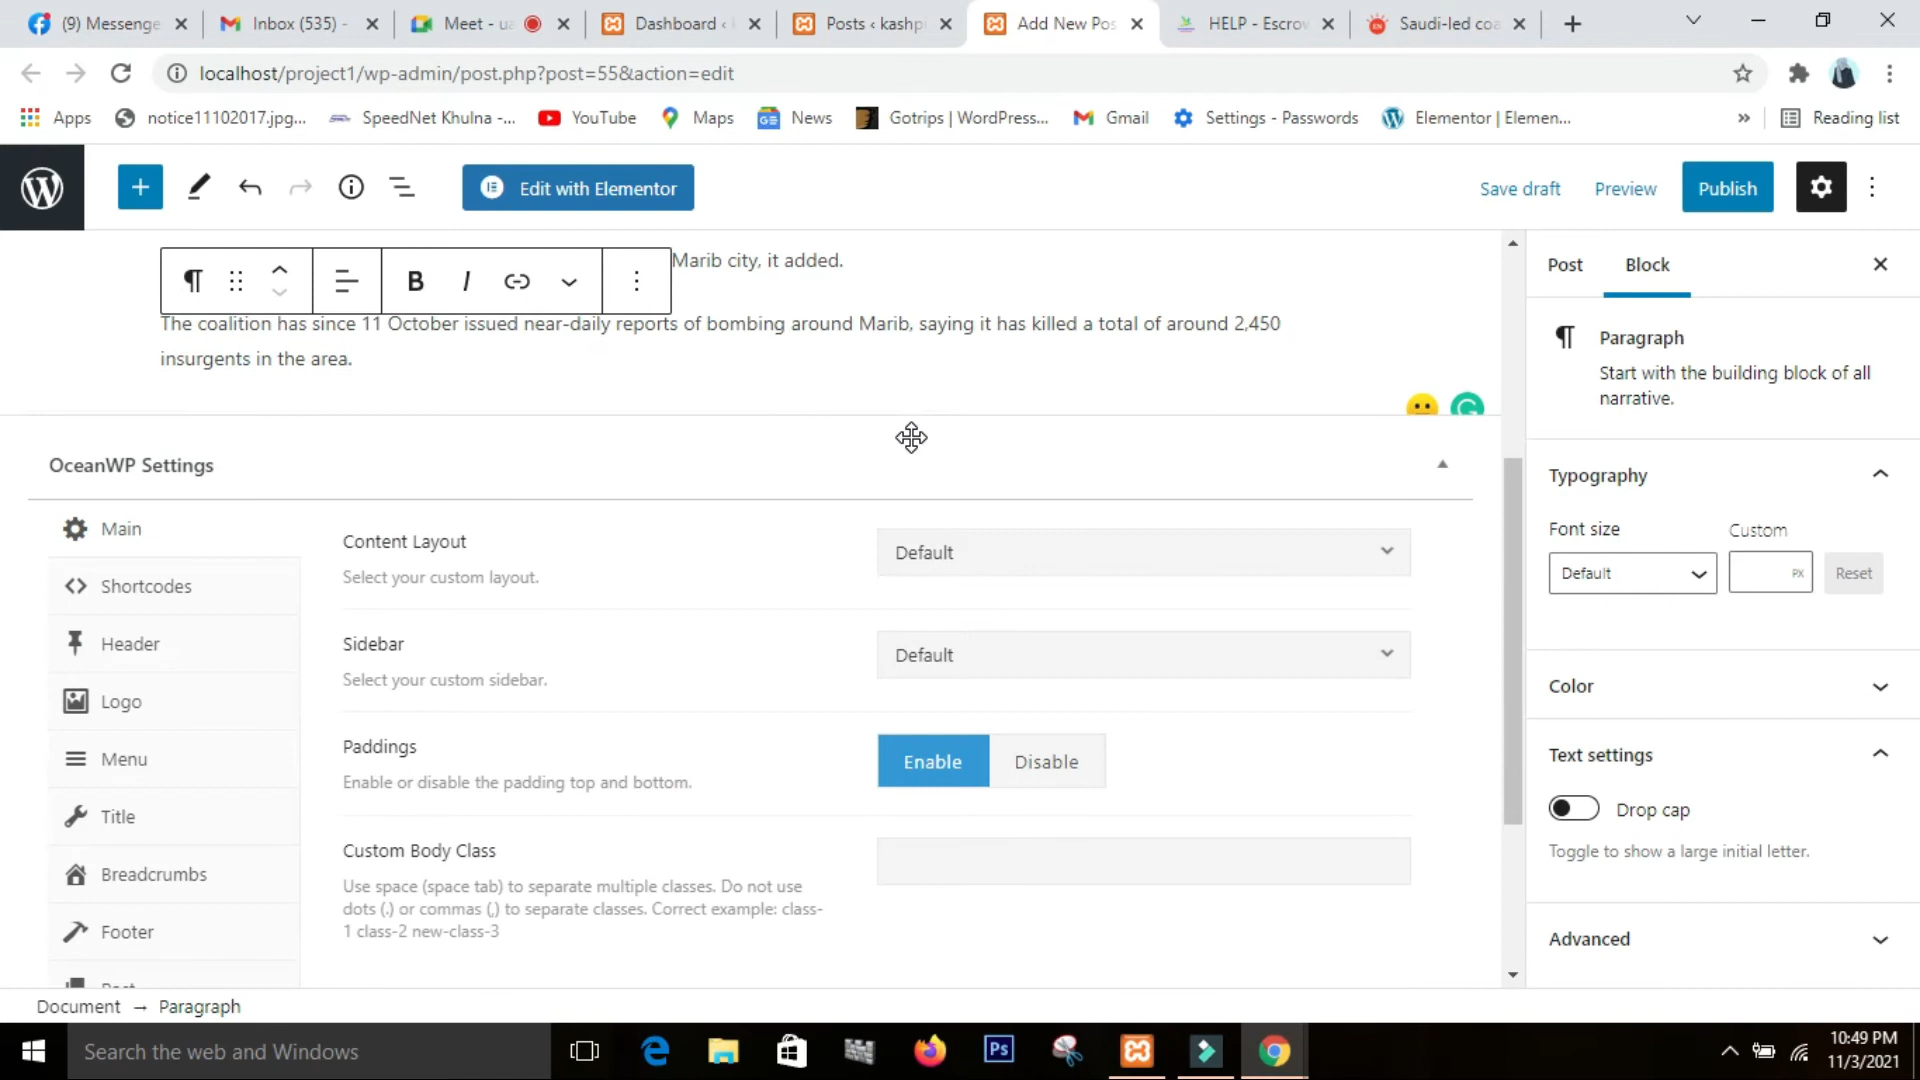 (9) Messenge
Inbox (535) -
Meet - ua
Dashboard ‹
Posts ‹ kashpi
Add New Pos
HELP - Escrow
Saudi-led coa
localhost/project1/wp-admin/post.php?post=55&action=edit
Apps
notice11102017.jpg...
SpeedNet Khulna -...
YouTube
Maps
News
Gotrips | WordPress...
Gmail
Settings - Passwords
Elementor | Elemen...
»
Reading list
Edit with Elementor
Save draft
Preview
Publish
Marib city, it added.
B I
The coalition has since 11 October issued near-daily reports of bombing around Marib, saying it has killed a total of around 2,450
insurgents in the area.
OceanWP Settings
Main
Shortcodes
Header
Logo
Menu
Title
Breadcrumbs
Footer
Content Layout
Select your custom layout.
Default
Sidebar
Select your custom sidebar.
Default
Paddings
Enable or disable the padding top and bottom.
Enable
Disable
Custom Body Class
Use space (space tab) to separate multiple classes. Do not use
dots (.) or commas (,) to separate classes. Correct example: class-
1 class-2 new-class-3
Post
Block
Paragraph
Start with the building block of all
narrative.
Typography
Font size
Custom
Default
PX
Reset
Color
Text settings
Drop cap
Toggle to show a large initial letter.
Advanced
Document → Paragraph
Search the web and Windows
Ps
10:49 PM
11/3/2021